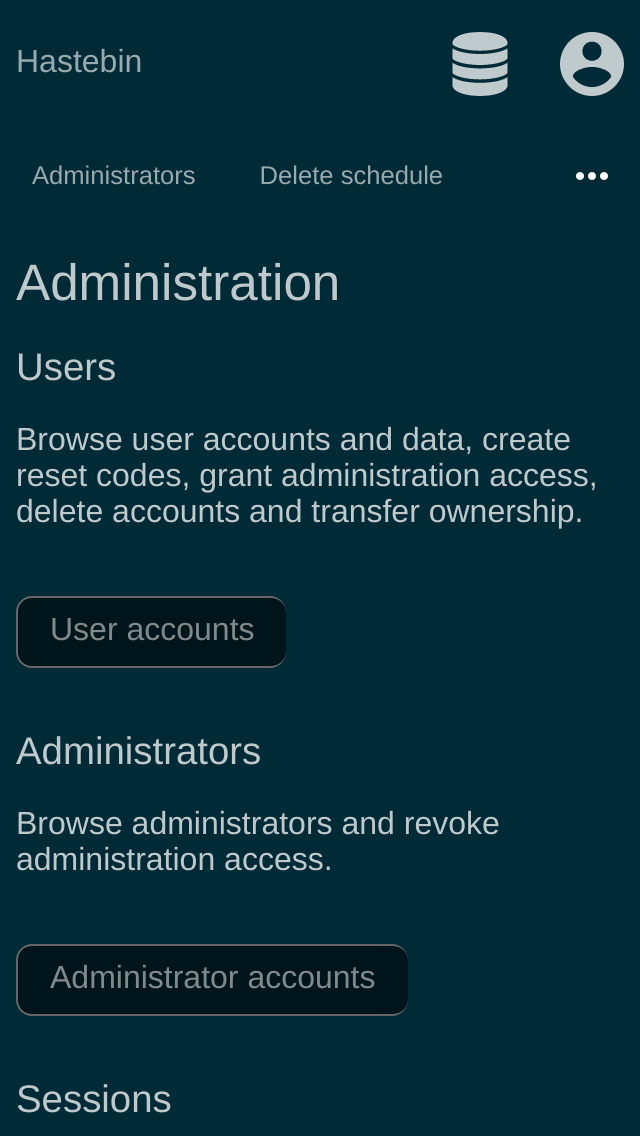 Hastebin
Administrators
Delete schedule
Administration
Users
Browse user accounts and data, create
reset codes, grant administration access,
delete accounts and transfer ownership.
User accounts
Administrators
Browse administrators and revoke
administration access.
Administrator accounts
Sessions